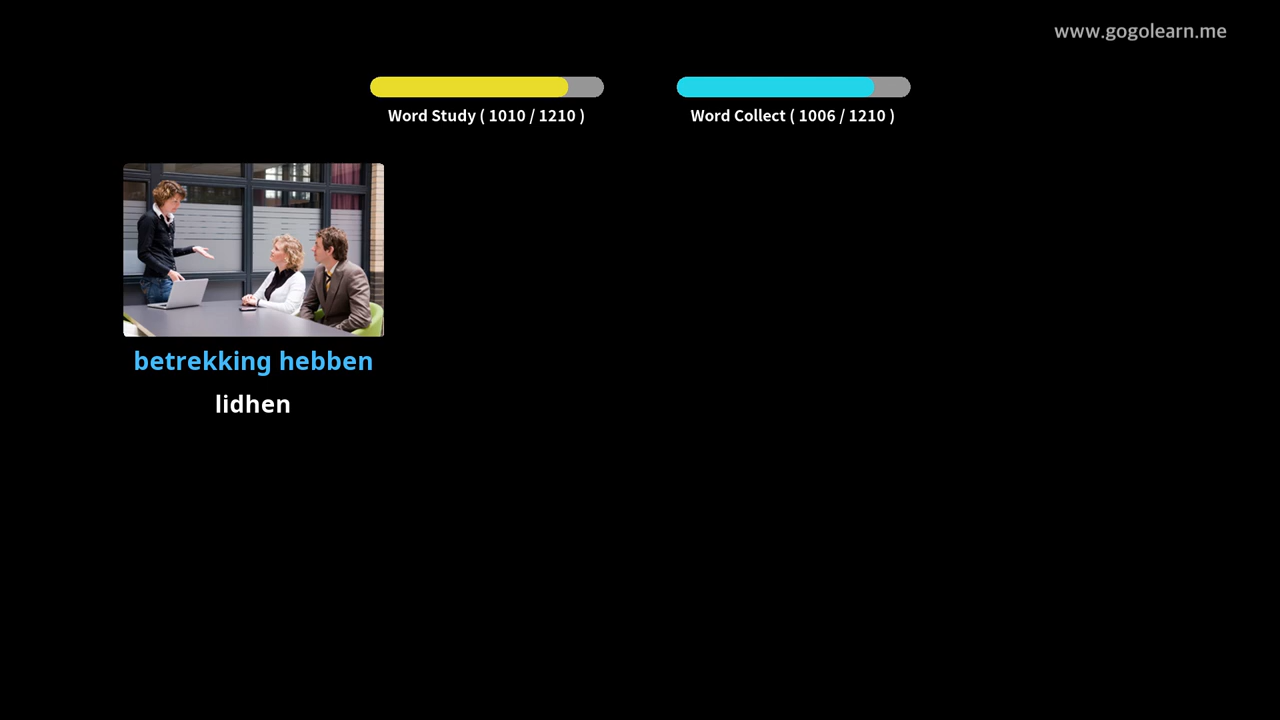 www.gogolearn.me
Word Study ( 1010 / 1210 )
Word Collect ( 1006 / 1210 )
betrekking hebben
lidhen